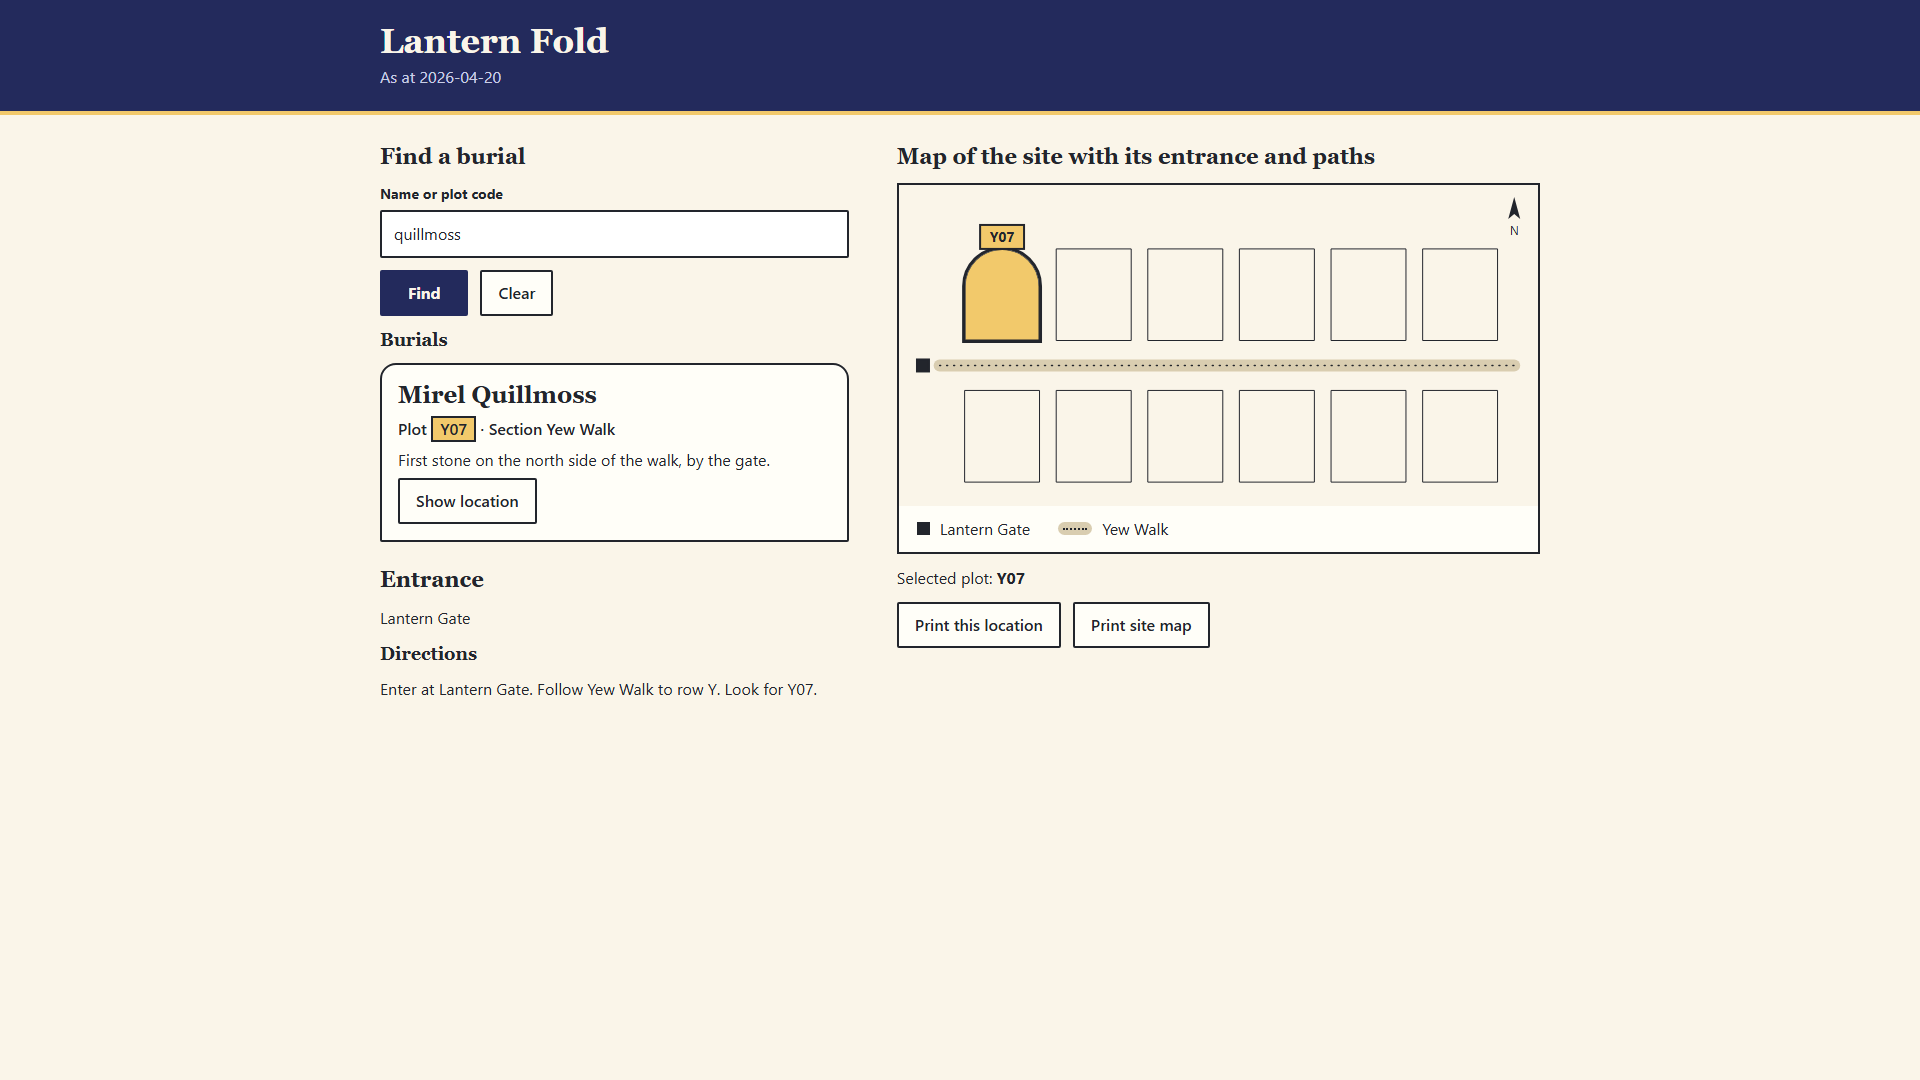 Lantern Fold
As at 2026-04-20
Find a burial
Name or plot code
quillmoss
Find
Clear
Burials
Mirel Quillmoss
Plot Y07 · Section Yew Walk
First stone on the north side of the walk, by the gate.
Show location
Entrance
Lantern Gate
Directions
Enter at Lantern Gate. Follow Yew Walk to row Y. Look for Y07.
Map of the site with its entrance and paths
N
Y07
Lantern Gate
Yew Walk
Selected plot: Y07
Print this location
Print site map